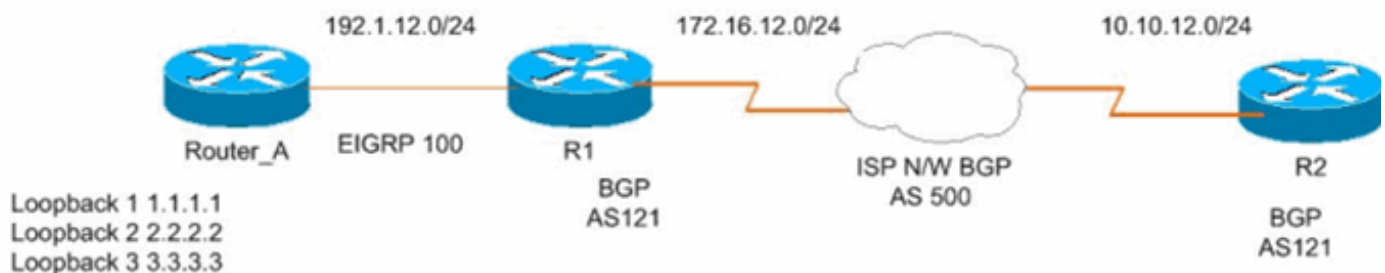 192.1.12.0/24
172.16.12.0/24
10.10.12.0/24
Router_A
EIGRP 100
R1
ISP N/W BGP
AS 500
R2
BGP
AS121
BGP
AS121
Loopback 1 1.1.1.1
Loopback 2 2.2.2.2
Loopback 3 3.3.3.3